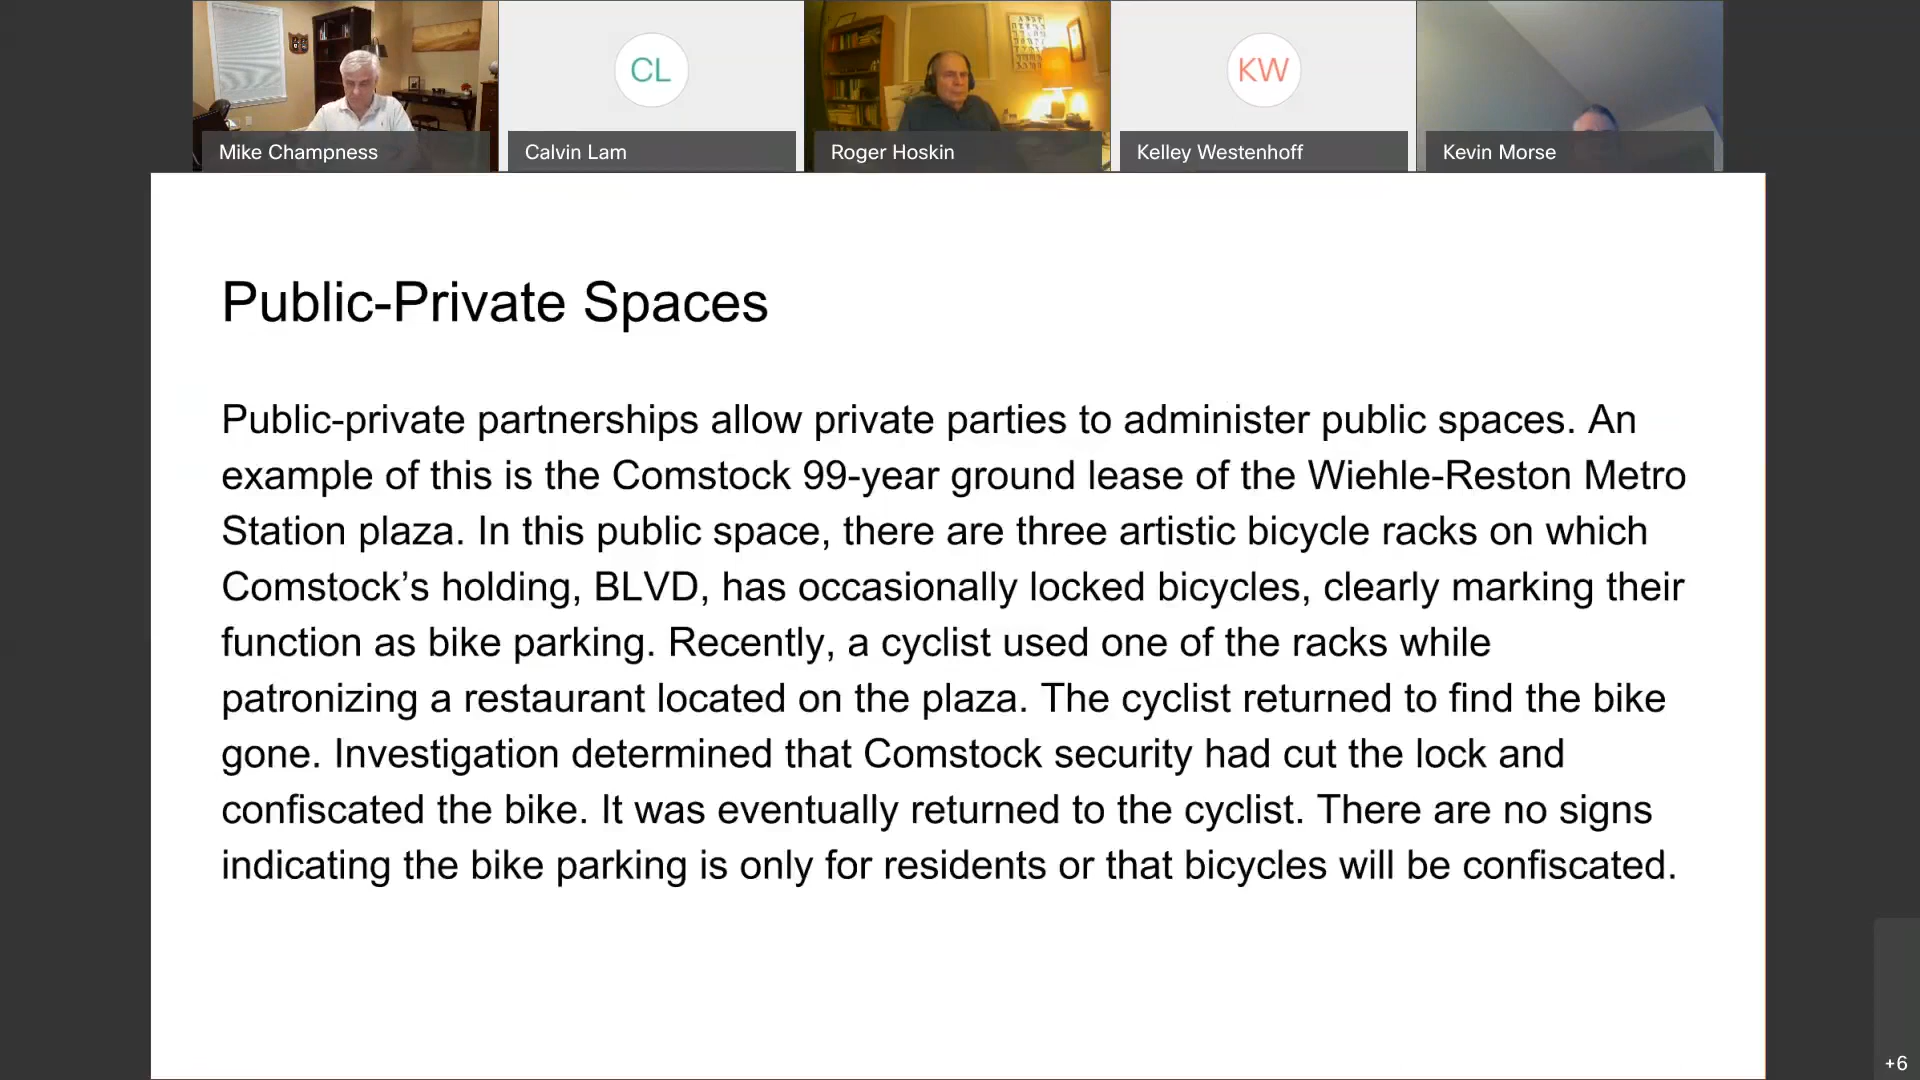 CL
KW
Mike Champness
Calvin Lam
Roger Hoskin
Kelley Westenhoff
Kevin Morse
Public-Private Spaces
Public-private partnerships allow private parties to administer public spaces. An
example of this is the Comstock 99-year ground lease of the Wiehle-Reston Metro
Station plaza. In this public space, there are three artistic bicycle racks on which
Comstock’s holding, BLVD, has occasionally locked bicycles, clearly marking their
function as bike parking. Recently, a cyclist used one of the racks while
patronizing a restaurant located on the plaza. The cyclist returned to find the bike
gone. Investigation determined that Comstock security had cut the lock and
confiscated the bike. It was eventually returned to the cyclist. There are no signs
indicating the bike parking is only for residents or that bicycles will be confiscated.
+6